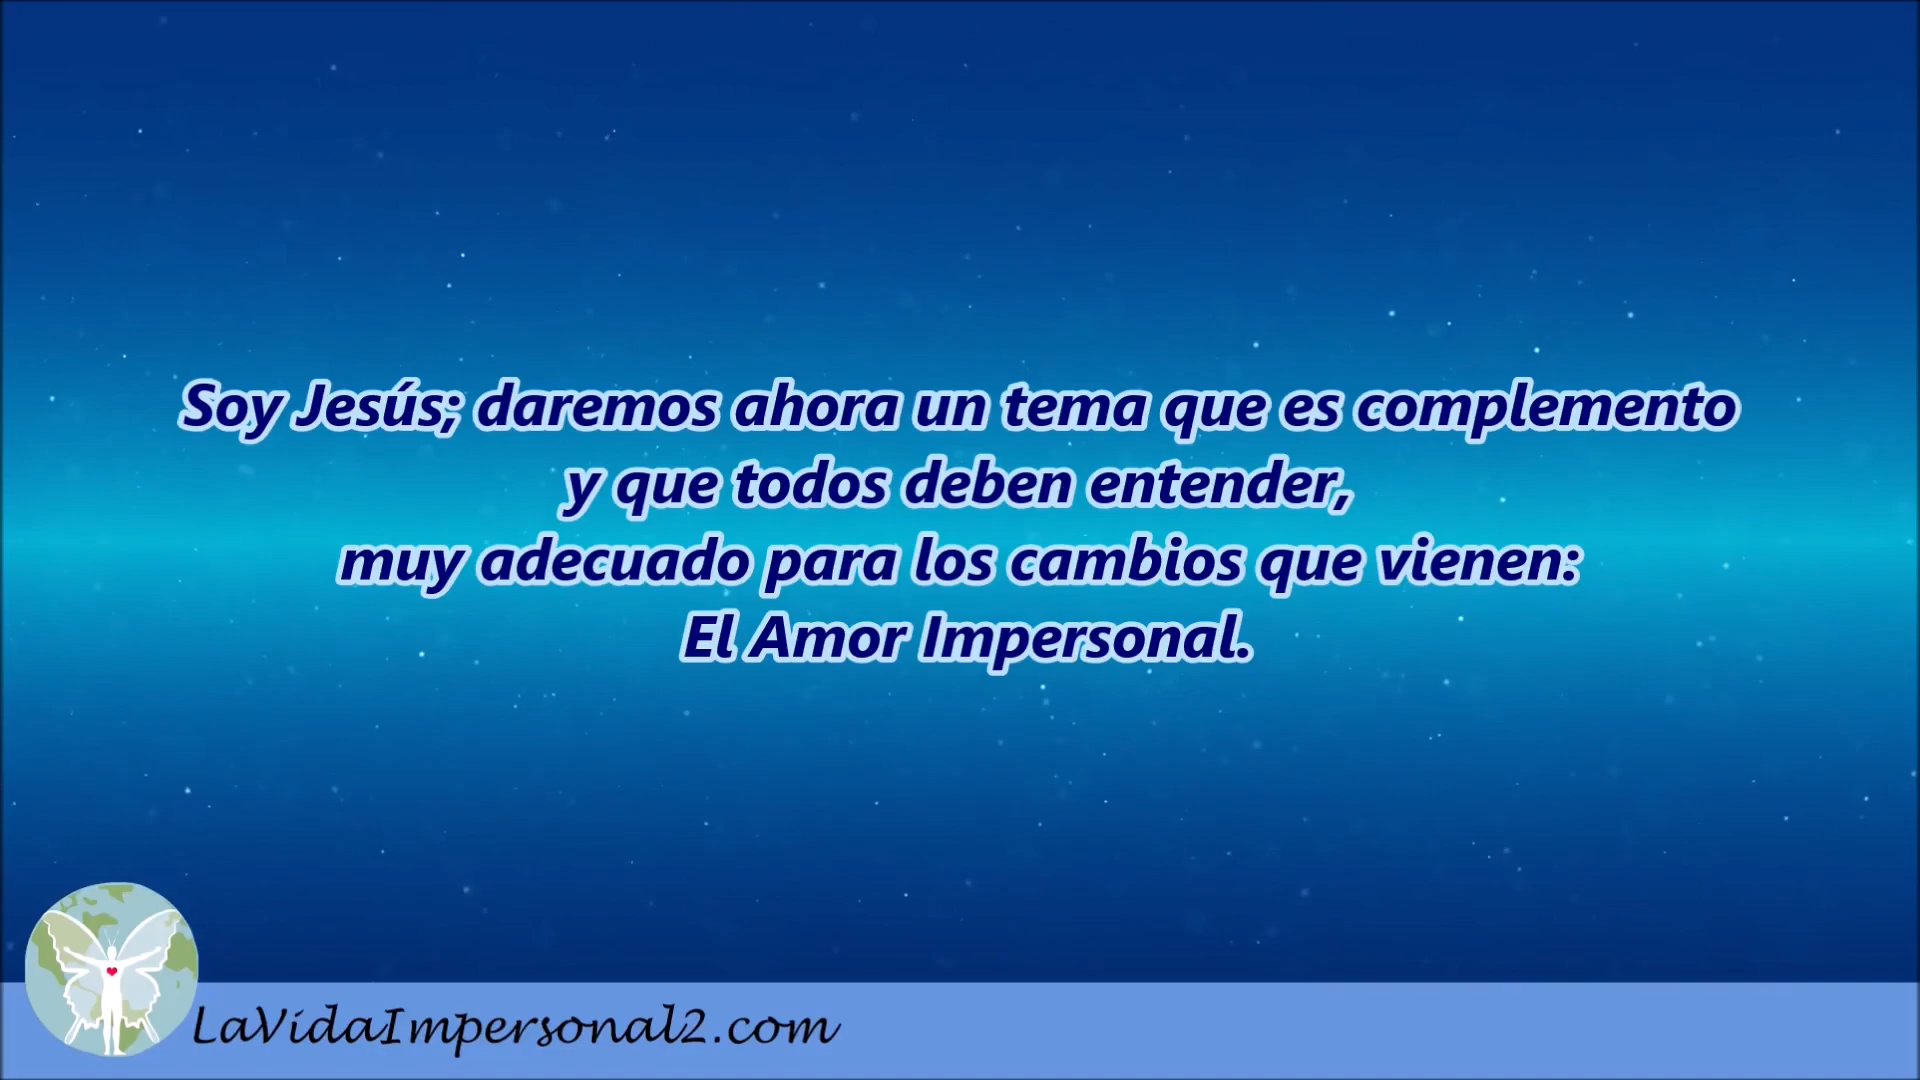 Soy Jesús; daremos ahora un tema que es complemento
y que todos deben entender,
muy adecuado para los cambios que vienen:
El Amor Impersonal.
LaVidaImpersonal2.com